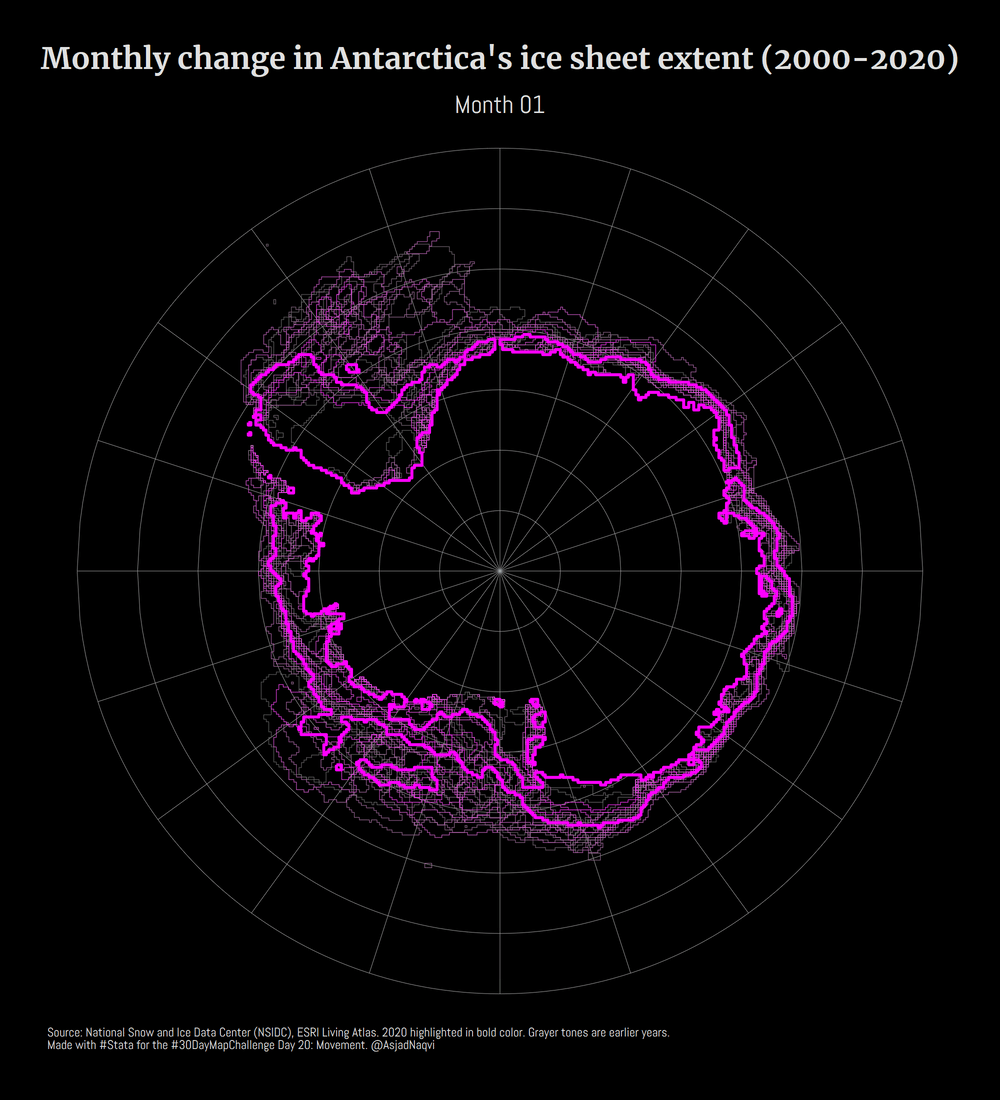 Monthly change in Antarctica's ice sheet extent (2000-2020)
Month 01
Source: National Snow and Ice Data Center (NSIDC), ESRI Living Atlas. 2020 highlighted in bold color. Grayer tones are earlier years.
Made with #Stata for the #30DayMapChallenge Day 20: Movement. @AsjadNaqvi